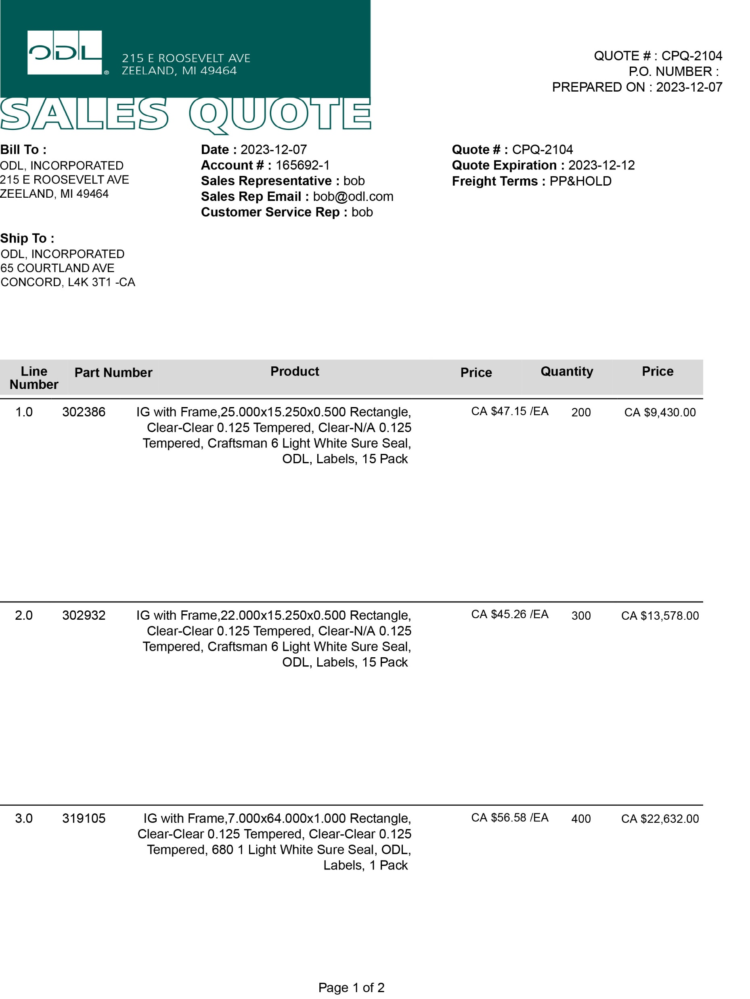 ODL®
215 E ROOSEVELT AVE
ZEELAND, MI 49464
QUOTE # : CPQ-2104
P.O. NUMBER :
PREPARED ON : 2023-12-07
SALES QUOTE
Bill To :
ODL, INCORPORATED
215 E ROOSEVELT AVE
ZEELAND, MI 49464
Date : 2023-12-07
Account # : 165692-1
Sales Representative : bob
Sales Rep Email : bob@odl.com
Customer Service Rep : bob
Quote # : CPQ-2104
Quote Expiration : 2023-12-12
Freight Terms : PP&HOLD
Ship To :
ODL, INCORPORATED
65 COURTLAND AVE
CONCORD, L4K 3T1 -CA
Line Number Part Number Product Price Quantity Price
1.0 302386 IG with Frame,25.000x15.250x0.500 Rectangle, CA $47.15 /EA 200 CA $9,430.00
Clear-Clear 0.125 Tempered, Clear-N/A 0.125
Tempered, Craftsman 6 Light White Sure Seal,
ODL, Labels, 15 Pack
2.0 302932 IG with Frame,22.000x15.250x0.500 Rectangle, CA $45.26 /EA 300 CA $13,578.00
Clear-Clear 0.125 Tempered, Clear-N/A 0.125
Tempered, Craftsman 6 Light White Sure Seal,
ODL, Labels, 15 Pack
3.0 319105 IG with Frame,7.000x64.000x1.000 Rectangle, CA $56.58 /EA 400 CA $22,632.00
Clear-Clear 0.125 Tempered, Clear-Clear 0.125
Tempered, 680 1 Light White Sure Seal, ODL,
Labels, 1 Pack
Page 1 of 2